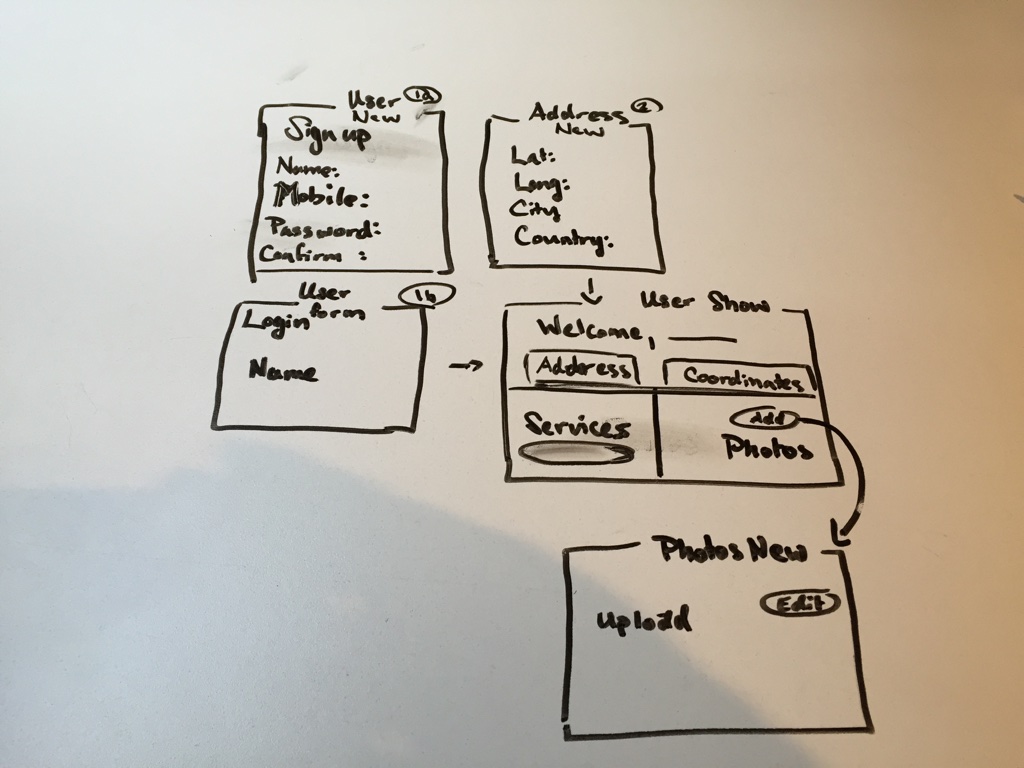 User 1a
New
Sign up
Name:
Mobile:
Password:
Confirm :
Address 2
New
Lat:
Long:
City
Country:
User 1b
Login form
Name
User Show
Welcome,
Address
Coordinates
Services
Add
Photos
Photos New
Edit
Upload